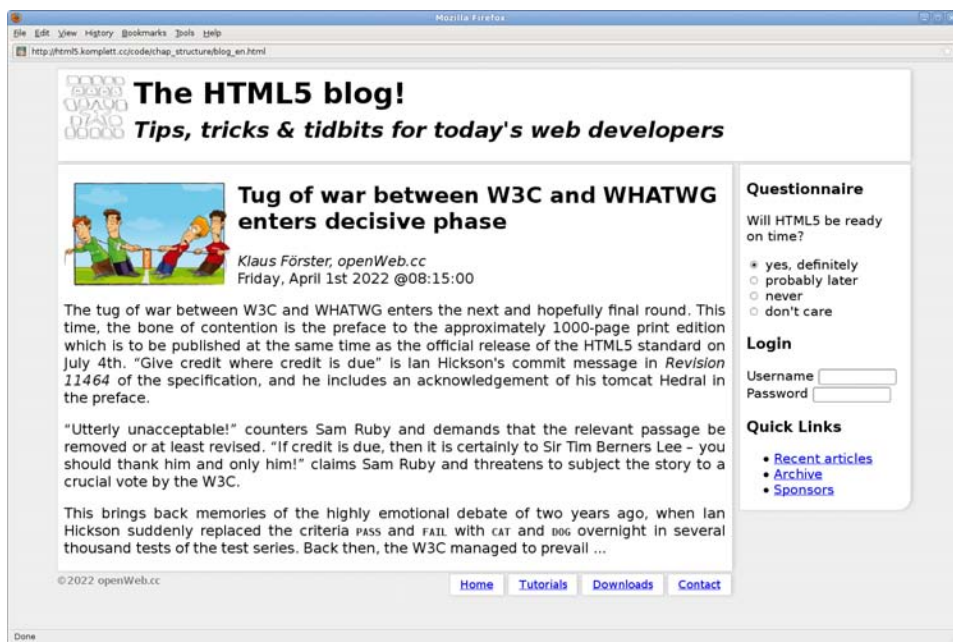 Mozilla Firefox
File Edit View History Bookmarks Tools Help
http://html5.komplett.cc/code/chap_structure/blog_en.html
The HTML5 blog!
Tips, tricks & tidbits for today's web developers
Tug of war between W3C and WHATWG
enters decisive phase
Klaus Förster, openWeb.cc
Friday, April 1st 2022 @08:15:00
The tug of war between W3C and WHATWG enters the next and hopefully final round. This
time, the bone of contention is the preface to the approximately 1000-page print edition
which is to be published at the same time as the official release of the HTML5 standard on
July 4th. “Give credit where credit is due” is Ian Hickson's commit message in Revision
11464 of the specification, and he includes an acknowledgement of his tomcat Hedral in
the preface.
“Utterly unacceptable!” counters Sam Ruby and demands that the relevant passage be
removed or at least revised. “If credit is due, then it is certainly to Sir Tim Berners Lee – you
should thank him and only him!” claims Sam Ruby and threatens to subject the story to a
crucial vote by the W3C.
This brings back memories of the highly emotional debate of two years ago, when Ian
Hickson suddenly replaced the criteria PASS and FAIL with CAT and DOG overnight in several
thousand tests of the test series. Back then, the W3C managed to prevail ...
Questionnaire
Will HTML5 be ready
on time?
yes, definitely
probably later
never
don't care
Login
Username
Password
Quick Links
Recent articles
Archive
Sponsors
©2022 openWeb.cc
Home Tutorials Downloads Contact
Done